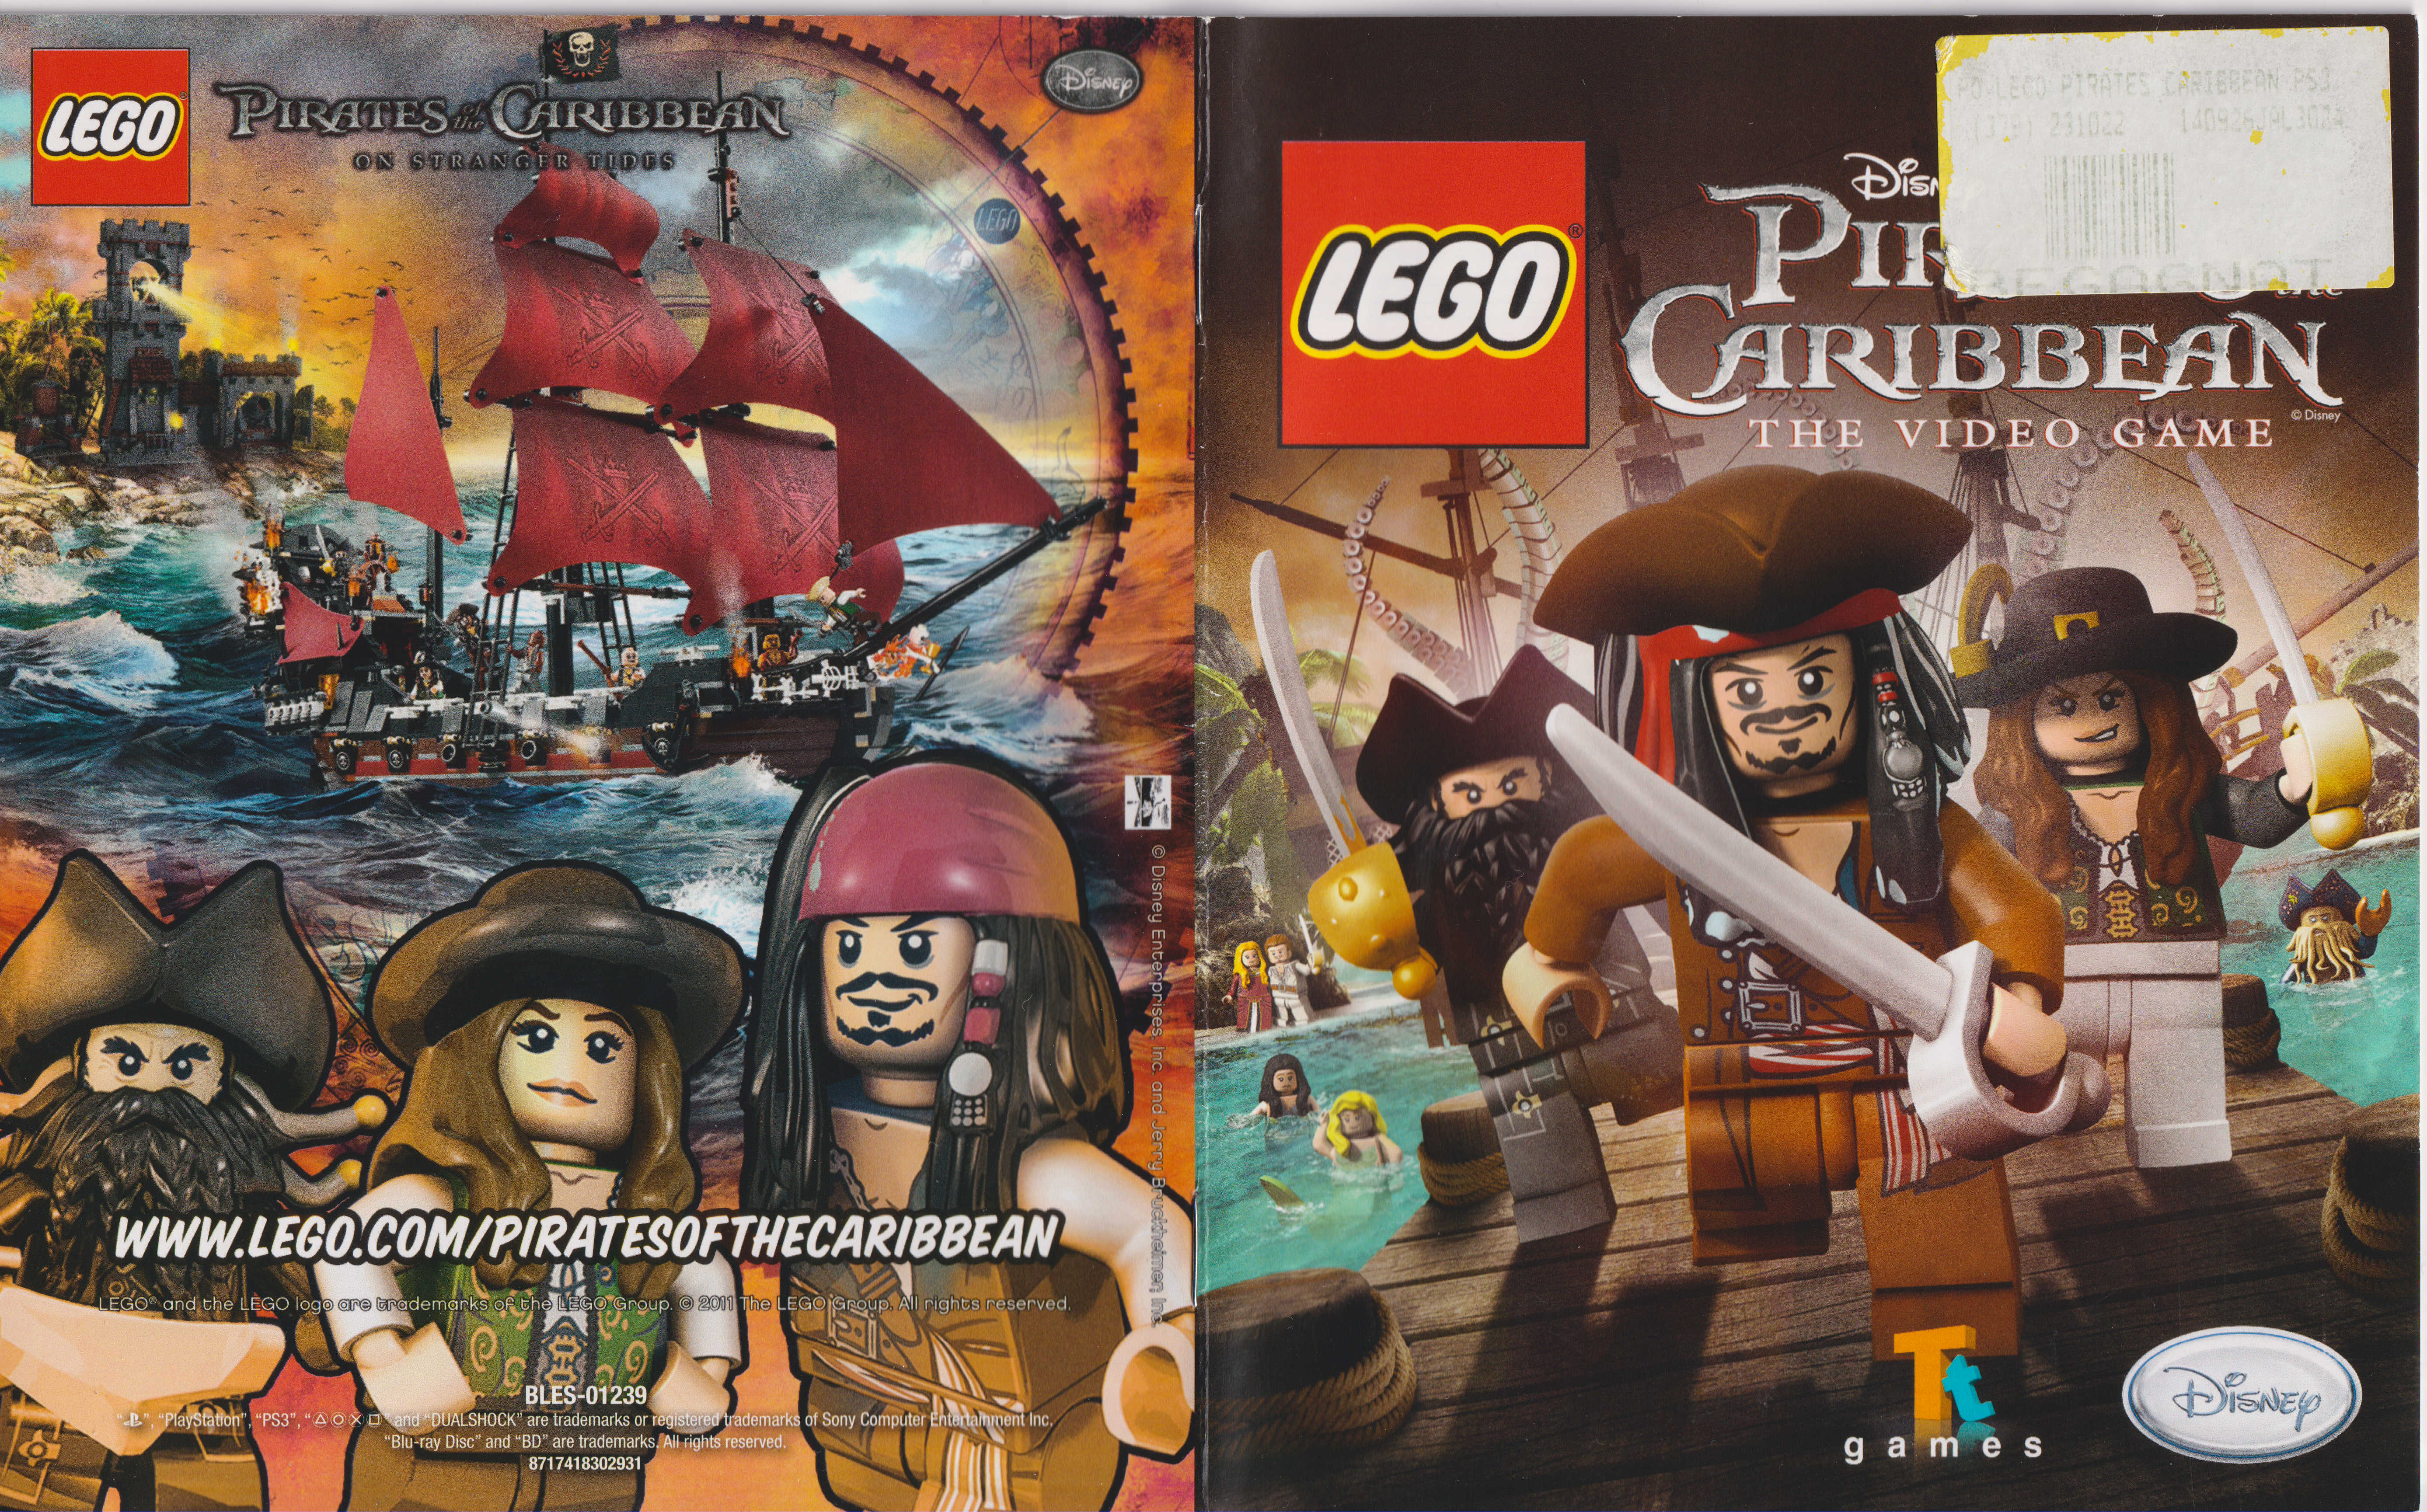 LEGO®
PIRATES of the CARIBBEAN
ON STRANGER TIDES
DISNEY
LEGO
© Disney Enterprises, Inc. and Jerry Bruckheimer, Inc.
WWW.LEGO.COM/PIRATESOFTHECARIBBEAN
LEGO® and the LEGO logo are trademarks of the LEGO Group. © 2011 The LEGO Group. All rights reserved.
BLES-01239
“ ”, “PlayStation”, “PS3”, “△○✕□” and “DUALSHOCK” are trademarks or registered trademarks of Sony Computer Entertainment Inc.
“Blu-ray Disc” and “BD” are trademarks. All rights reserved.
8717418302931
LEGO PIRATES CARIBBEAN PS3
(379) 231022
LEGO®
CARIBBEAN
© Disney
THE VIDEO GAME
Tt
games
DISNEY